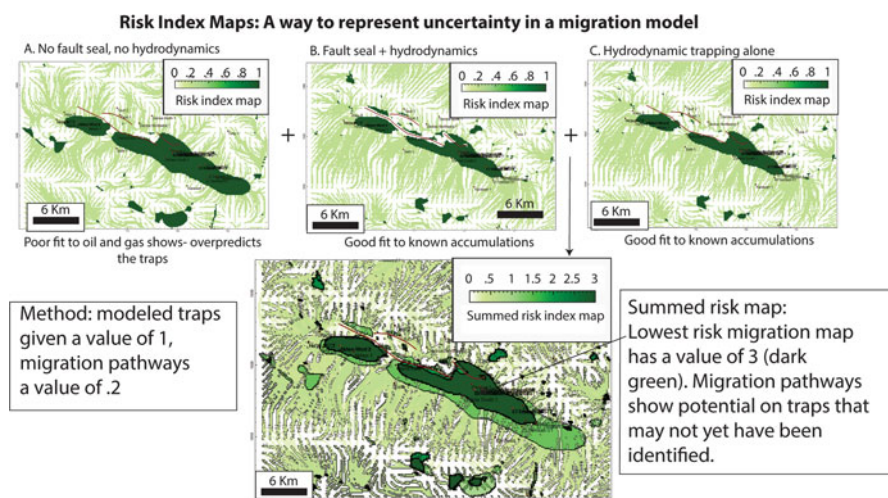 Risk Index Maps: A way to represent uncertainty in a migration model
A. No fault seal, no hydrodynamics
0 .2 .4 .6 .8 1
Risk index map
6 Km
Poor fit to oil and gas shows- overpredicts
the traps
+
B. Fault seal + hydrodynamics
0 .2 .4 .6 .8 1
Risk index map
6 Km
6 Km
Good fit to known accumulations
+
C. Hydrodynamic trapping alone
0 .2 .4 .6 .8 1
Risk index map
6 Km
Good fit to known accumulations
Method: modeled traps
given a value of 1,
migration pathways
a value of .2
0 .5 1 1.5 2 2.5 3
Summed risk index map
6 Km
Summed risk map:
Lowest risk migration map
has a value of 3 (dark
green). Migration pathways
show potential on traps that
may not yet have been
identified.